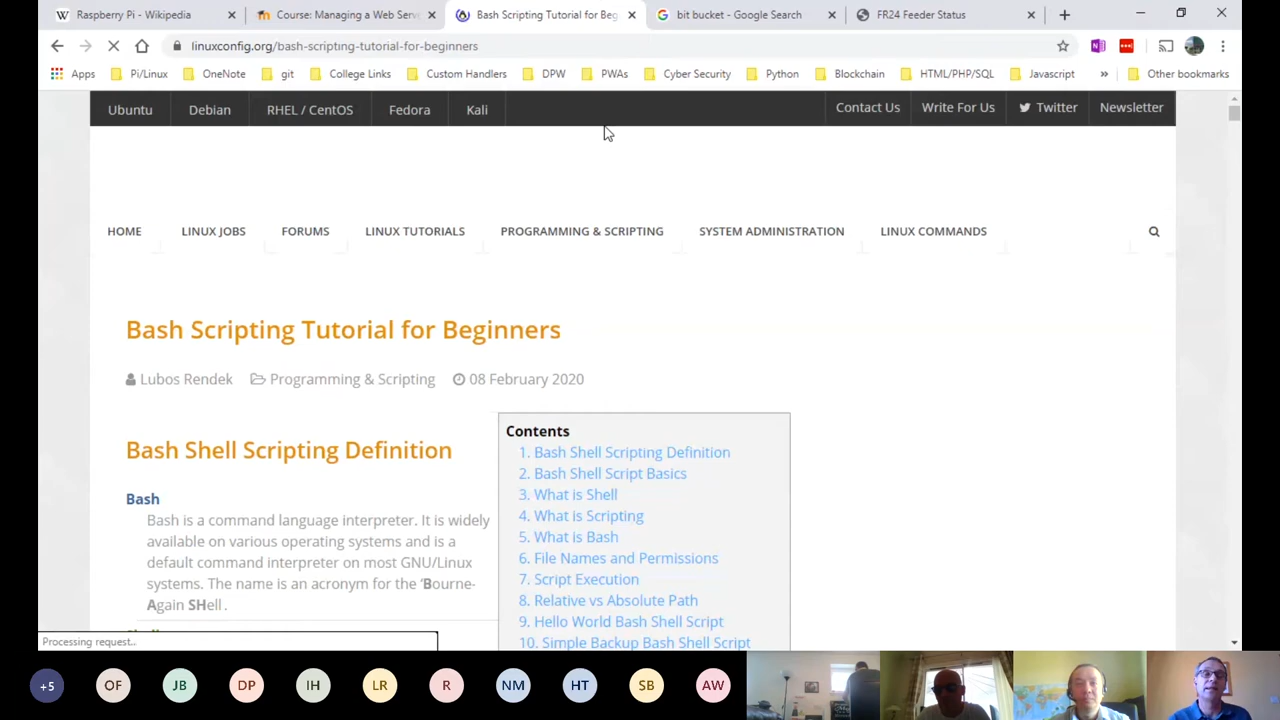 Raspberry Pi - Wikipedia
Course: Managing a Web Serve
Bash Scripting Tutorial for Beg
bit bucket - Google Search
FR24 Feeder Status
linuxconfig.org/bash-scripting-tutorial-for-beginners
Apps
Pi/Linux
OneNote
git
College Links
Custom Handlers
DPW
PWAs
Cyber Security
Python
Blockchain
HTML/PHP/SQL
Javascript
»
Other bookmarks
Ubuntu
Debian
RHEL / CentOS
Fedora
Kali
Contact Us
Write For Us
Twitter
Newsletter
HOME
LINUX JOBS
FORUMS
LINUX TUTORIALS
PROGRAMMING & SCRIPTING
SYSTEM ADMINISTRATION
LINUX COMMANDS
Bash Scripting Tutorial for Beginners
Lubos Rendek
Programming & Scripting
08 February 2020
Bash Shell Scripting Definition
Bash
Bash is a command language interpreter. It is widely
available on various operating systems and is a
default command interpreter on most GNU/Linux
systems. The name is an acronym for the 'Bourne-
Again SHell .
Contents
1. Bash Shell Scripting Definition
2. Bash Shell Script Basics
3. What is Shell
4. What is Scripting
5. What is Bash
6. File Names and Permissions
7. Script Execution
8. Relative vs Absolute Path
9. Hello World Bash Shell Script
10. Simple Backup Bash Shell Script
Processing request...
+5
OF
JB
DP
IH
LR
R
NM
HT
SB
AW